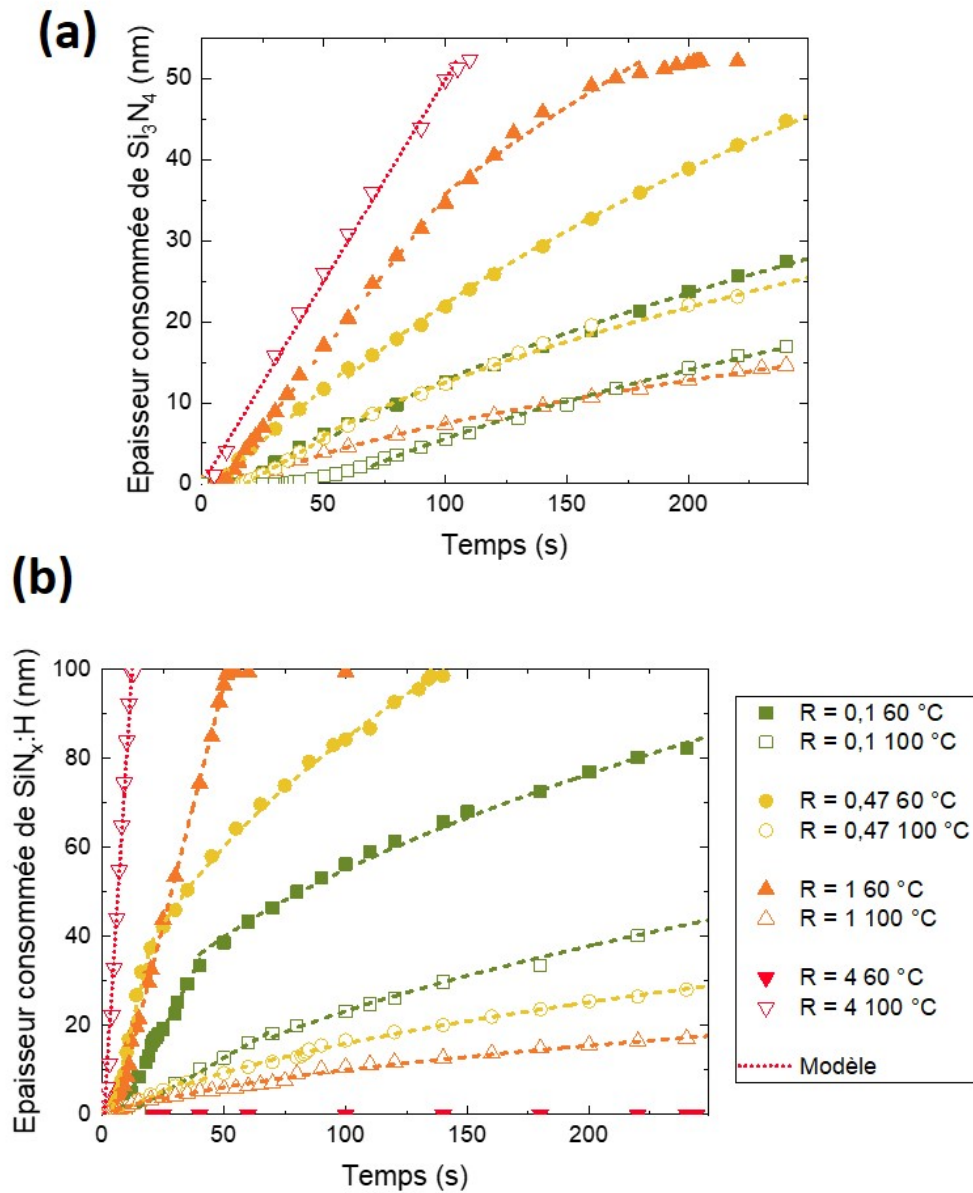 (a)
Epaisseur consommée de Si₃N₄ (nm)
50
40
30
20
10
0
0 50 100 150 200
Temps (s)
(b)
Epaisseur consommée de SiNₓ:H (nm)
100
80
60
40
20
0
0 50 100 150 200
Temps (s)
R = 0,1 60 °C
R = 0,1 100 °C
R = 0,47 60 °C
R = 0,47 100 °C
R = 1 60 °C
R = 1 100 °C
R = 4 60 °C
R = 4 100 °C
Modèle